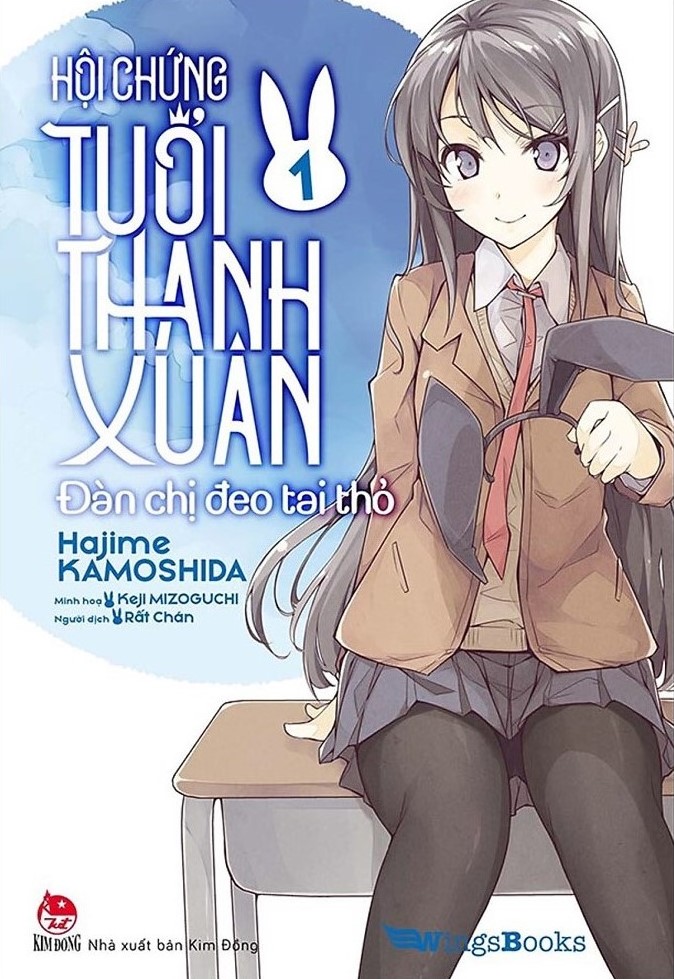 HỘI CHỨNG
TUỔI
THANH
XUÂN
1
Đàn chị đeo tai thỏ
Hajime
KAMOSHIDA
Minh hoạ Keji MIZOGUCHI
Người dịch Rất Chán
Kết
KIM ĐỒNG
Nhà xuất bản Kim Đồng
WingsBooks